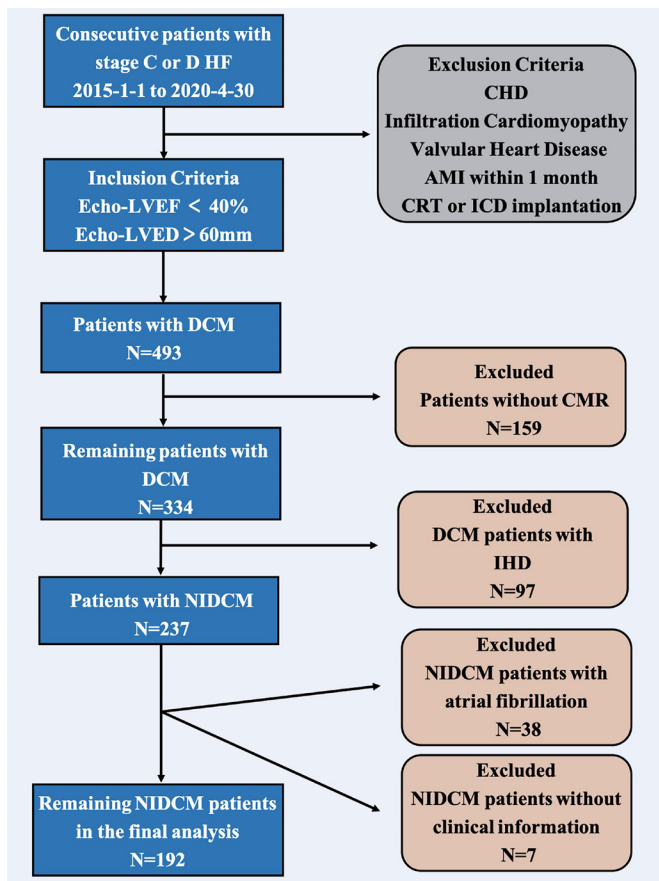 Consecutive patients with
stage C or D HF
2015-1-1 to 2020-4-30
Exclusion Criteria
CHD
Infiltration Cardiomyopathy
Valvular Heart Disease
AMI within 1 month
CRT or ICD implantation
Inclusion Criteria
Echo-LVEF < 40%
Echo-LVED > 60mm
Patients with DCM
N=493
Excluded
Patients without CMR
N=159
Remaining patients with
DCM
N=334
Excluded
DCM patients with
IHD
N=97
Patients with NIDCM
N=237
Excluded
NIDCM patients with
atrial fibrillation
N=38
Excluded
NIDCM patients without
clinical information
N=7
Remaining NIDCM patients
in the final analysis
N=192